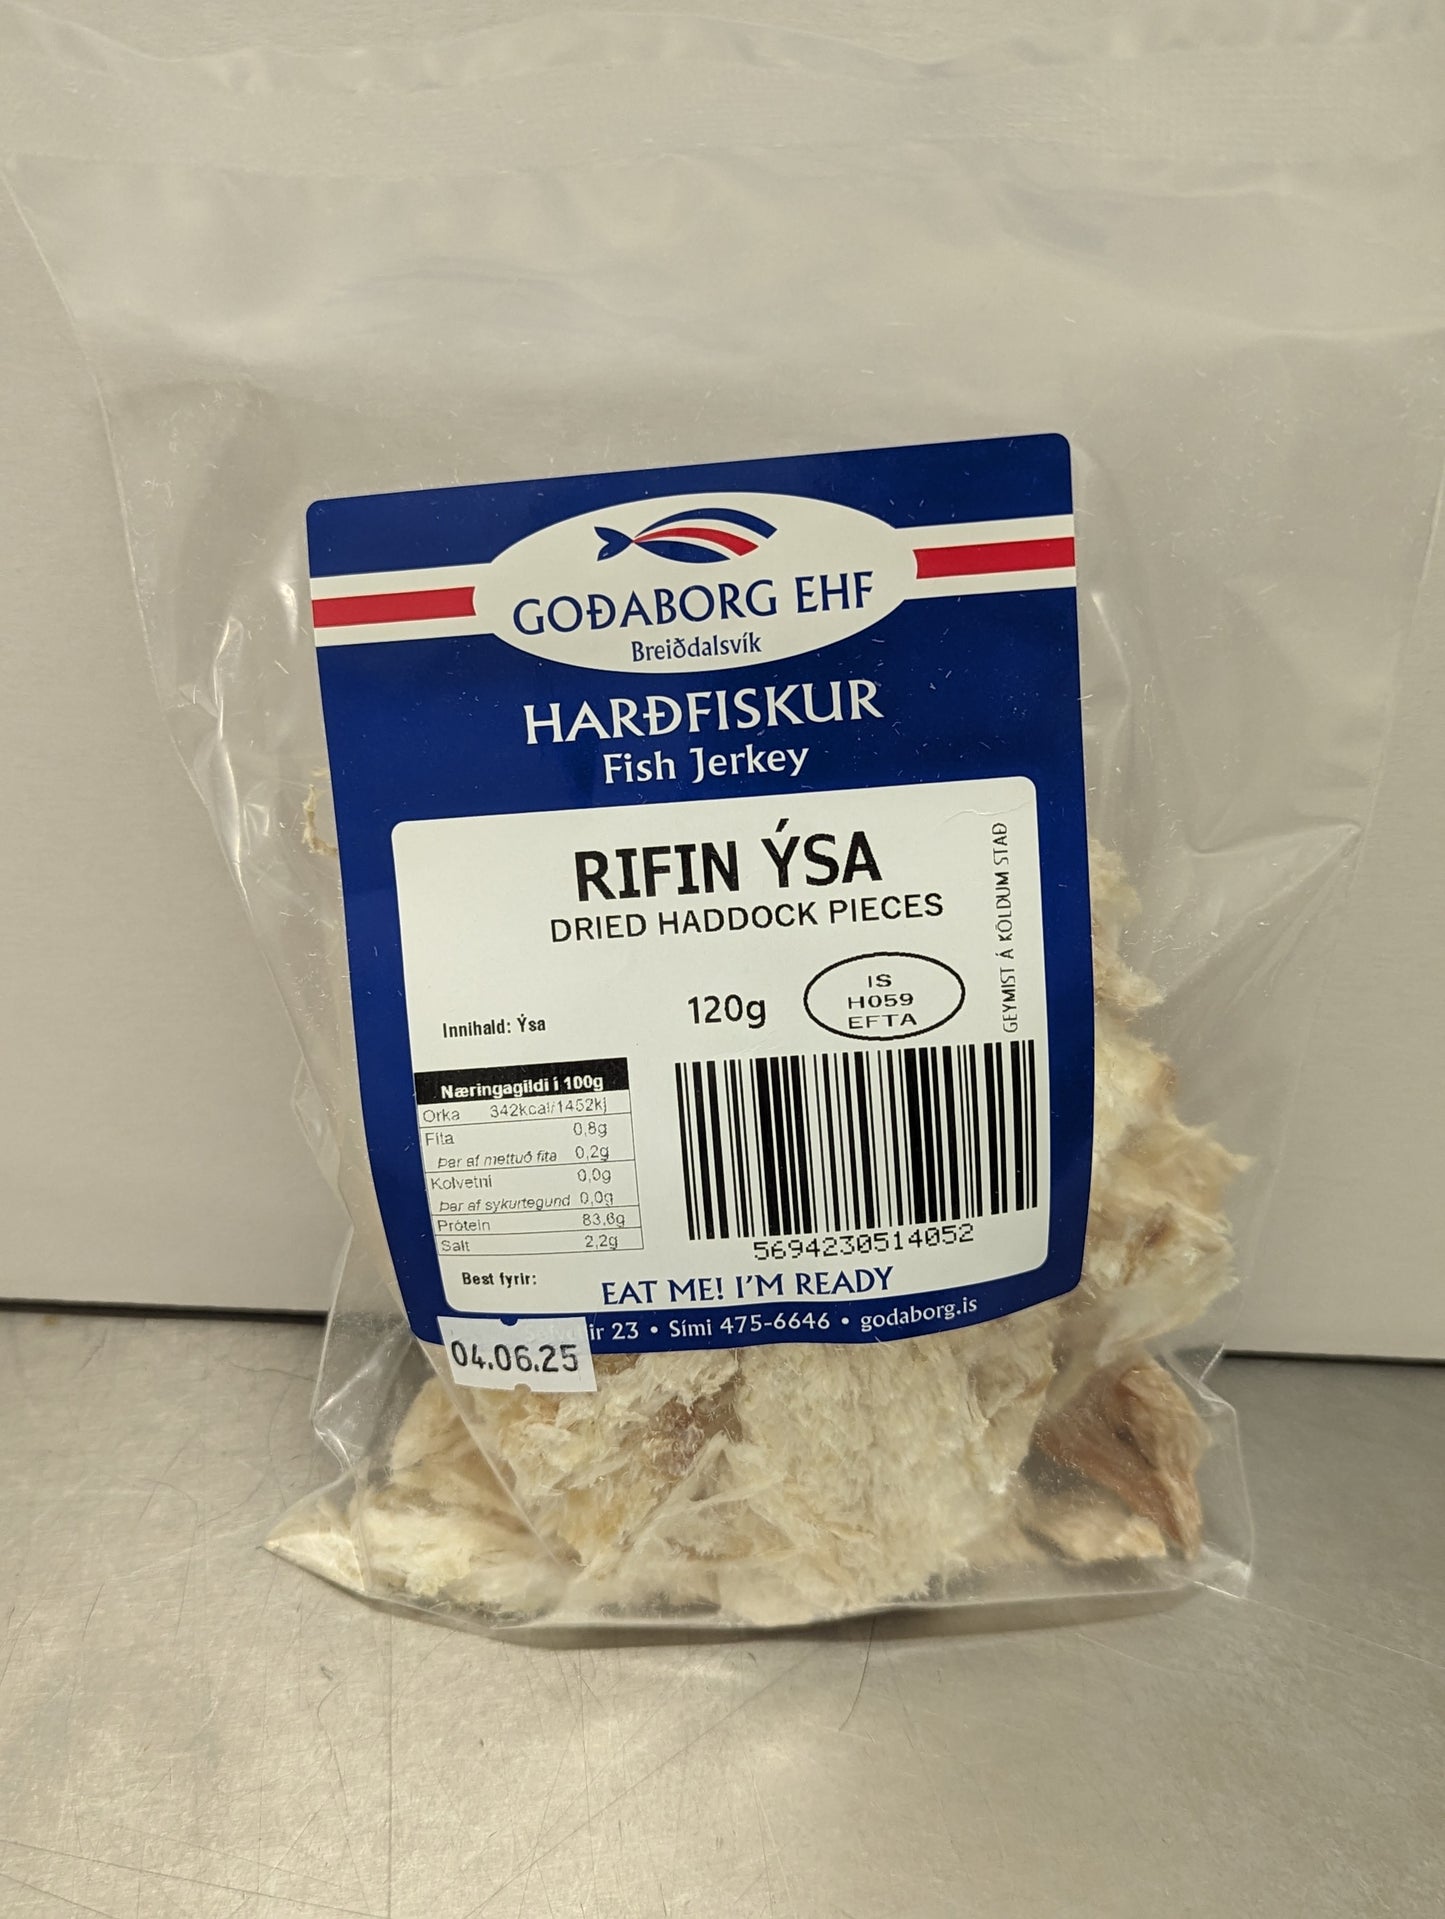 GOÐABORG EHF
Breiðdalsvík
HARÐFISKUR
Fish Jerkey
RIFIN ÝSA
DRIED HADDOCK PIECES
GEYMIST Á KÖLDUM STAÐ
120g
IS
H059
EFTA
Innihald: Ýsa
Næringagildi í 100g
Orka 342kcal/1452kj
Fita 0,8g
Þar af mettuð fita 0,2g
Kolvetni 0,0g
Þar af sykurtegund 0,0g
Prótein 83,6g
Salt 2,2g
5694230514052
Best fyrir:
EAT ME! I'M READY
23 • Sími 475-6646 • godaborg.is
04.06.25